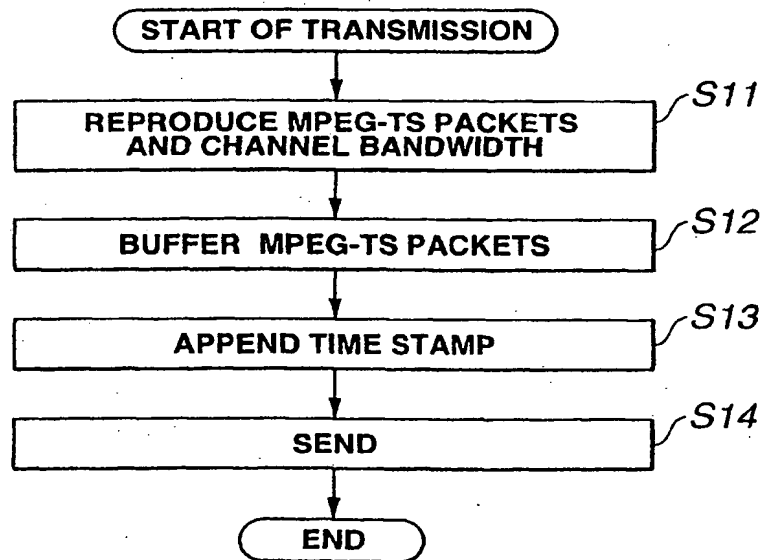 START OF TRANSMISSION
S11
REPRODUCE MPEG-TS PACKETS
AND CHANNEL BANDWIDTH
S12
BUFFER MPEG-TS PACKETS
S13
APPEND TIME STAMP
S14
SEND
END